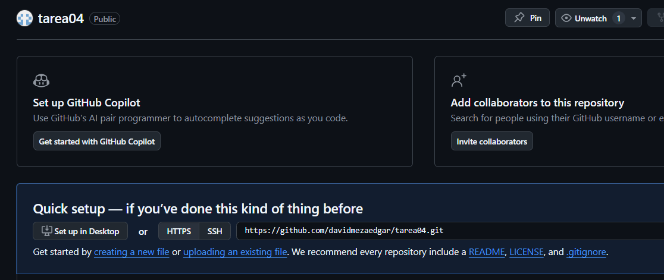 tarea04 Public
Pin
Unwatch 1
Set up GitHub Copilot
Use GitHub's AI pair programmer to autocomplete suggestions as you code.
Get started with GitHub Copilot
Add collaborators to this repository
Search for people using their GitHub username or e
Invite collaborators
Quick setup — if you've done this kind of thing before
Set up in Desktop or HTTPS SSH https://github.com/davidmezaedgar/tarea04.git
Get started by creating a new file or uploading an existing file. We recommend every repository include a README, LICENSE, and .gitignore.